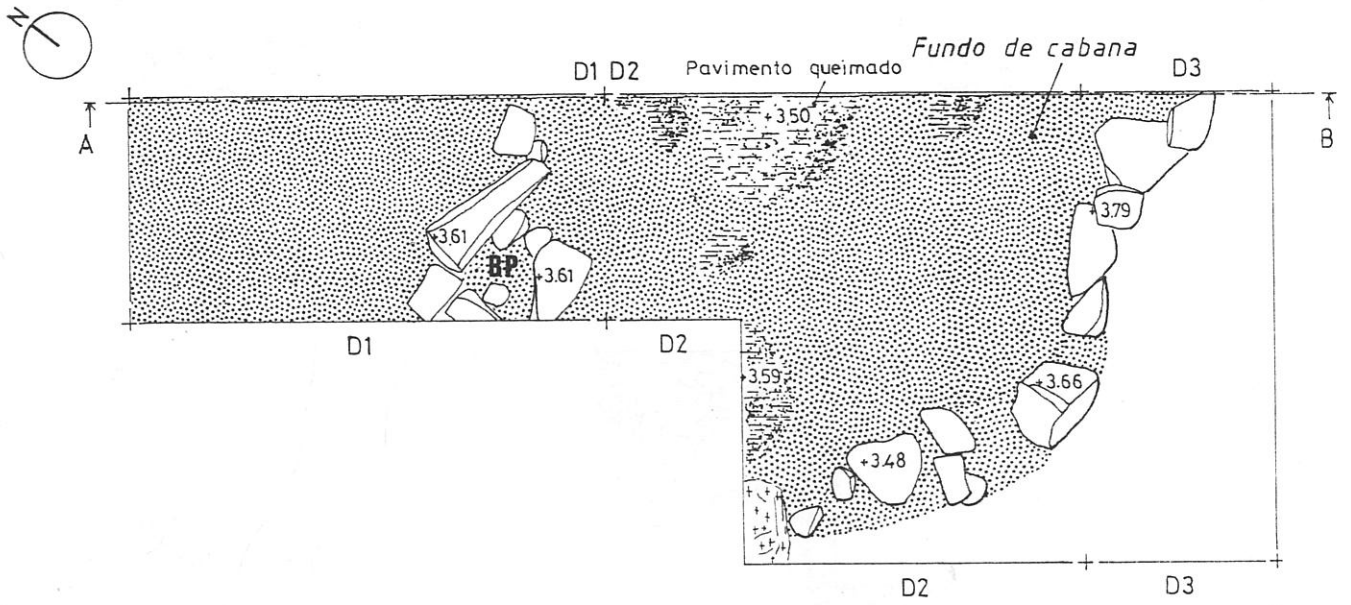 N
Fundo de cabana
D1 D2
Pavimento queimado
D3
A
+3.50
B
+3.79
+3.61
BP
+3.61
D1
D2
+3.59
+3.66
+3.48
D2
D3